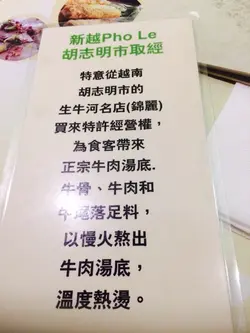 新越Pho Le
胡志明市取經
特意從越南
胡志明市的
生牛河名店(錦麗)
買來特許經營權，
為食客帶來
正宗牛肉湯底.
牛骨、牛肉和
牛尾落足料，
以慢火熬出
牛肉湯底，
溫度熱燙。